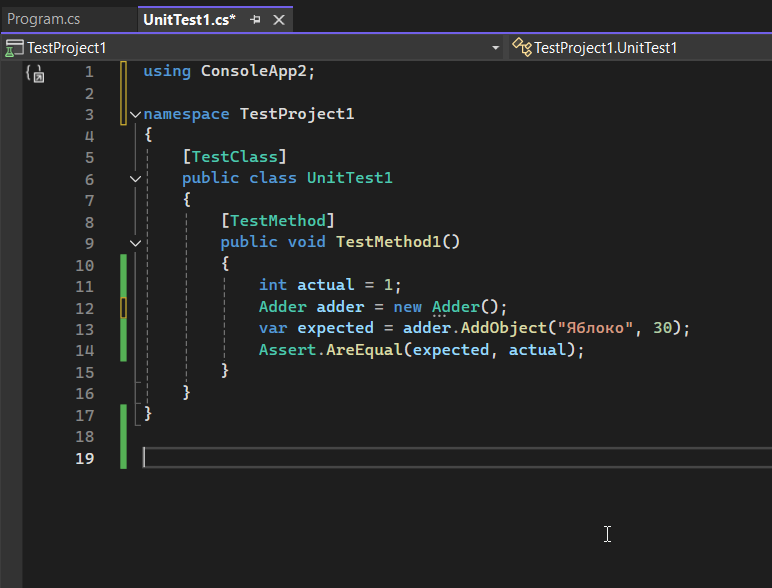 Program.cs UnitTest1.cs*
TestProject1 TestProject1.UnitTest1
1 using ConsoleApp2;
2
3 namespace TestProject1
4 {
5 [TestClass]
6 public class UnitTest1
7 {
8 [TestMethod]
9 public void TestMethod1()
10 {
11 int actual = 1;
12 Adder adder = new Adder();
13 var expected = adder.AddObject("Яблоко", 30);
14 Assert.AreEqual(expected, actual);
15 }
16 }
17 }
18
19